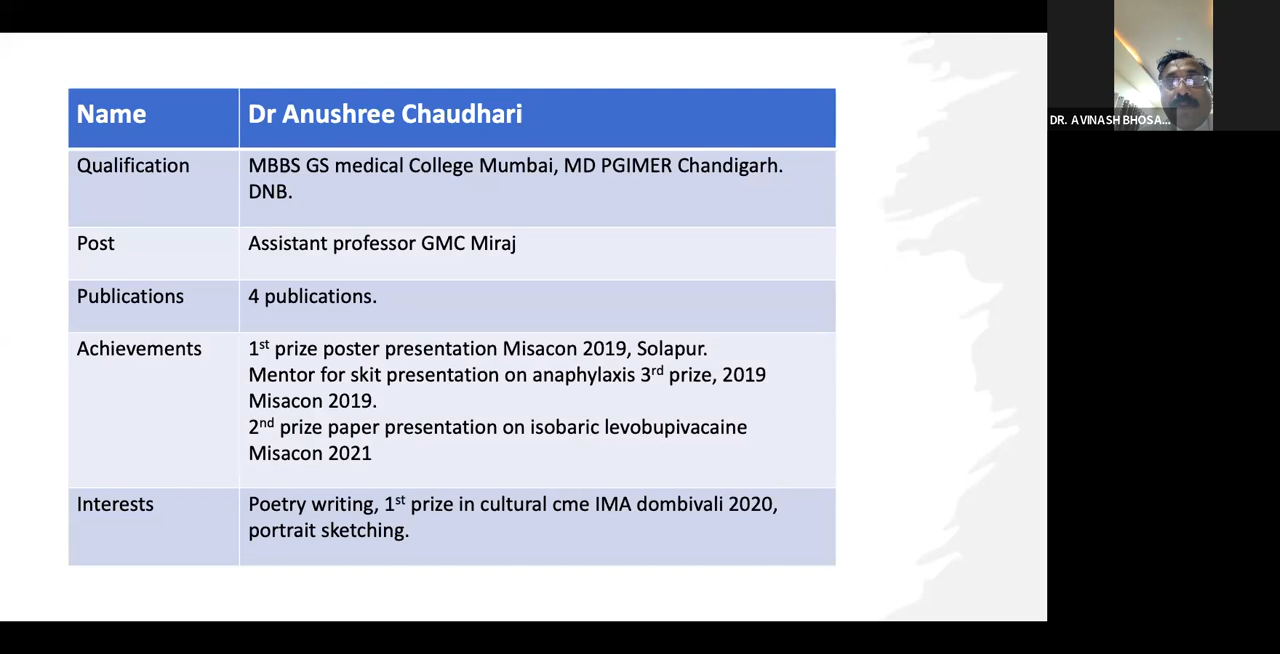 Name Dr Anushree Chaudhari
Qualification MBBS GS medical College Mumbai, MD PGIMER Chandigarh.
DNB.
Post Assistant professor GMC Miraj
Publications 4 publications.
Achievements 1st prize poster presentation Misacon 2019, Solapur.
Mentor for skit presentation on anaphylaxis 3rd prize, 2019
Misacon 2019.
2nd prize paper presentation on isobaric levobupivacaine
Misacon 2021
Interests Poetry writing, 1st prize in cultural cme IMA dombivali 2020,
portrait sketching.
DR. AVINASH BHOSA...